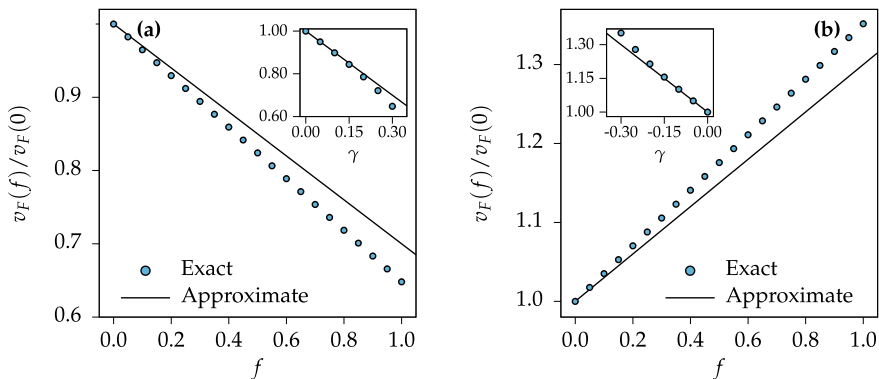 (a)
1.00
0.80
0.60
0.00
0.15
0.30
γ
0.9
0.8
0.7
0.6
v_F(f)/v_F(0)
Exact
Approximate
0.0
0.2
0.4
0.6
0.8
1.0
f
(b)
1.30
1.15
1.00
-0.30
-0.15
0.00
γ
1.3
1.2
1.1
1.0
v_F(f)/v_F(0)
Exact
Approximate
0.0
0.2
0.4
0.6
0.8
1.0
f